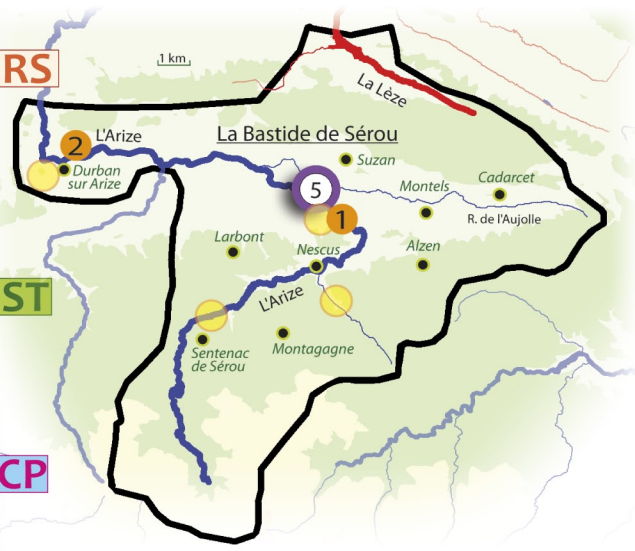 RS
1 km
La Lèze
2
L'Arize
La Bastide de Sérou
Durban
sur Arize
Suzan
5
Montels
Cadarcet
1
R. de l'Aujolle
Larbont
Nescus
Alzen
ST
L'Arize
Sentenac
de Sérou
Montagagne
CP